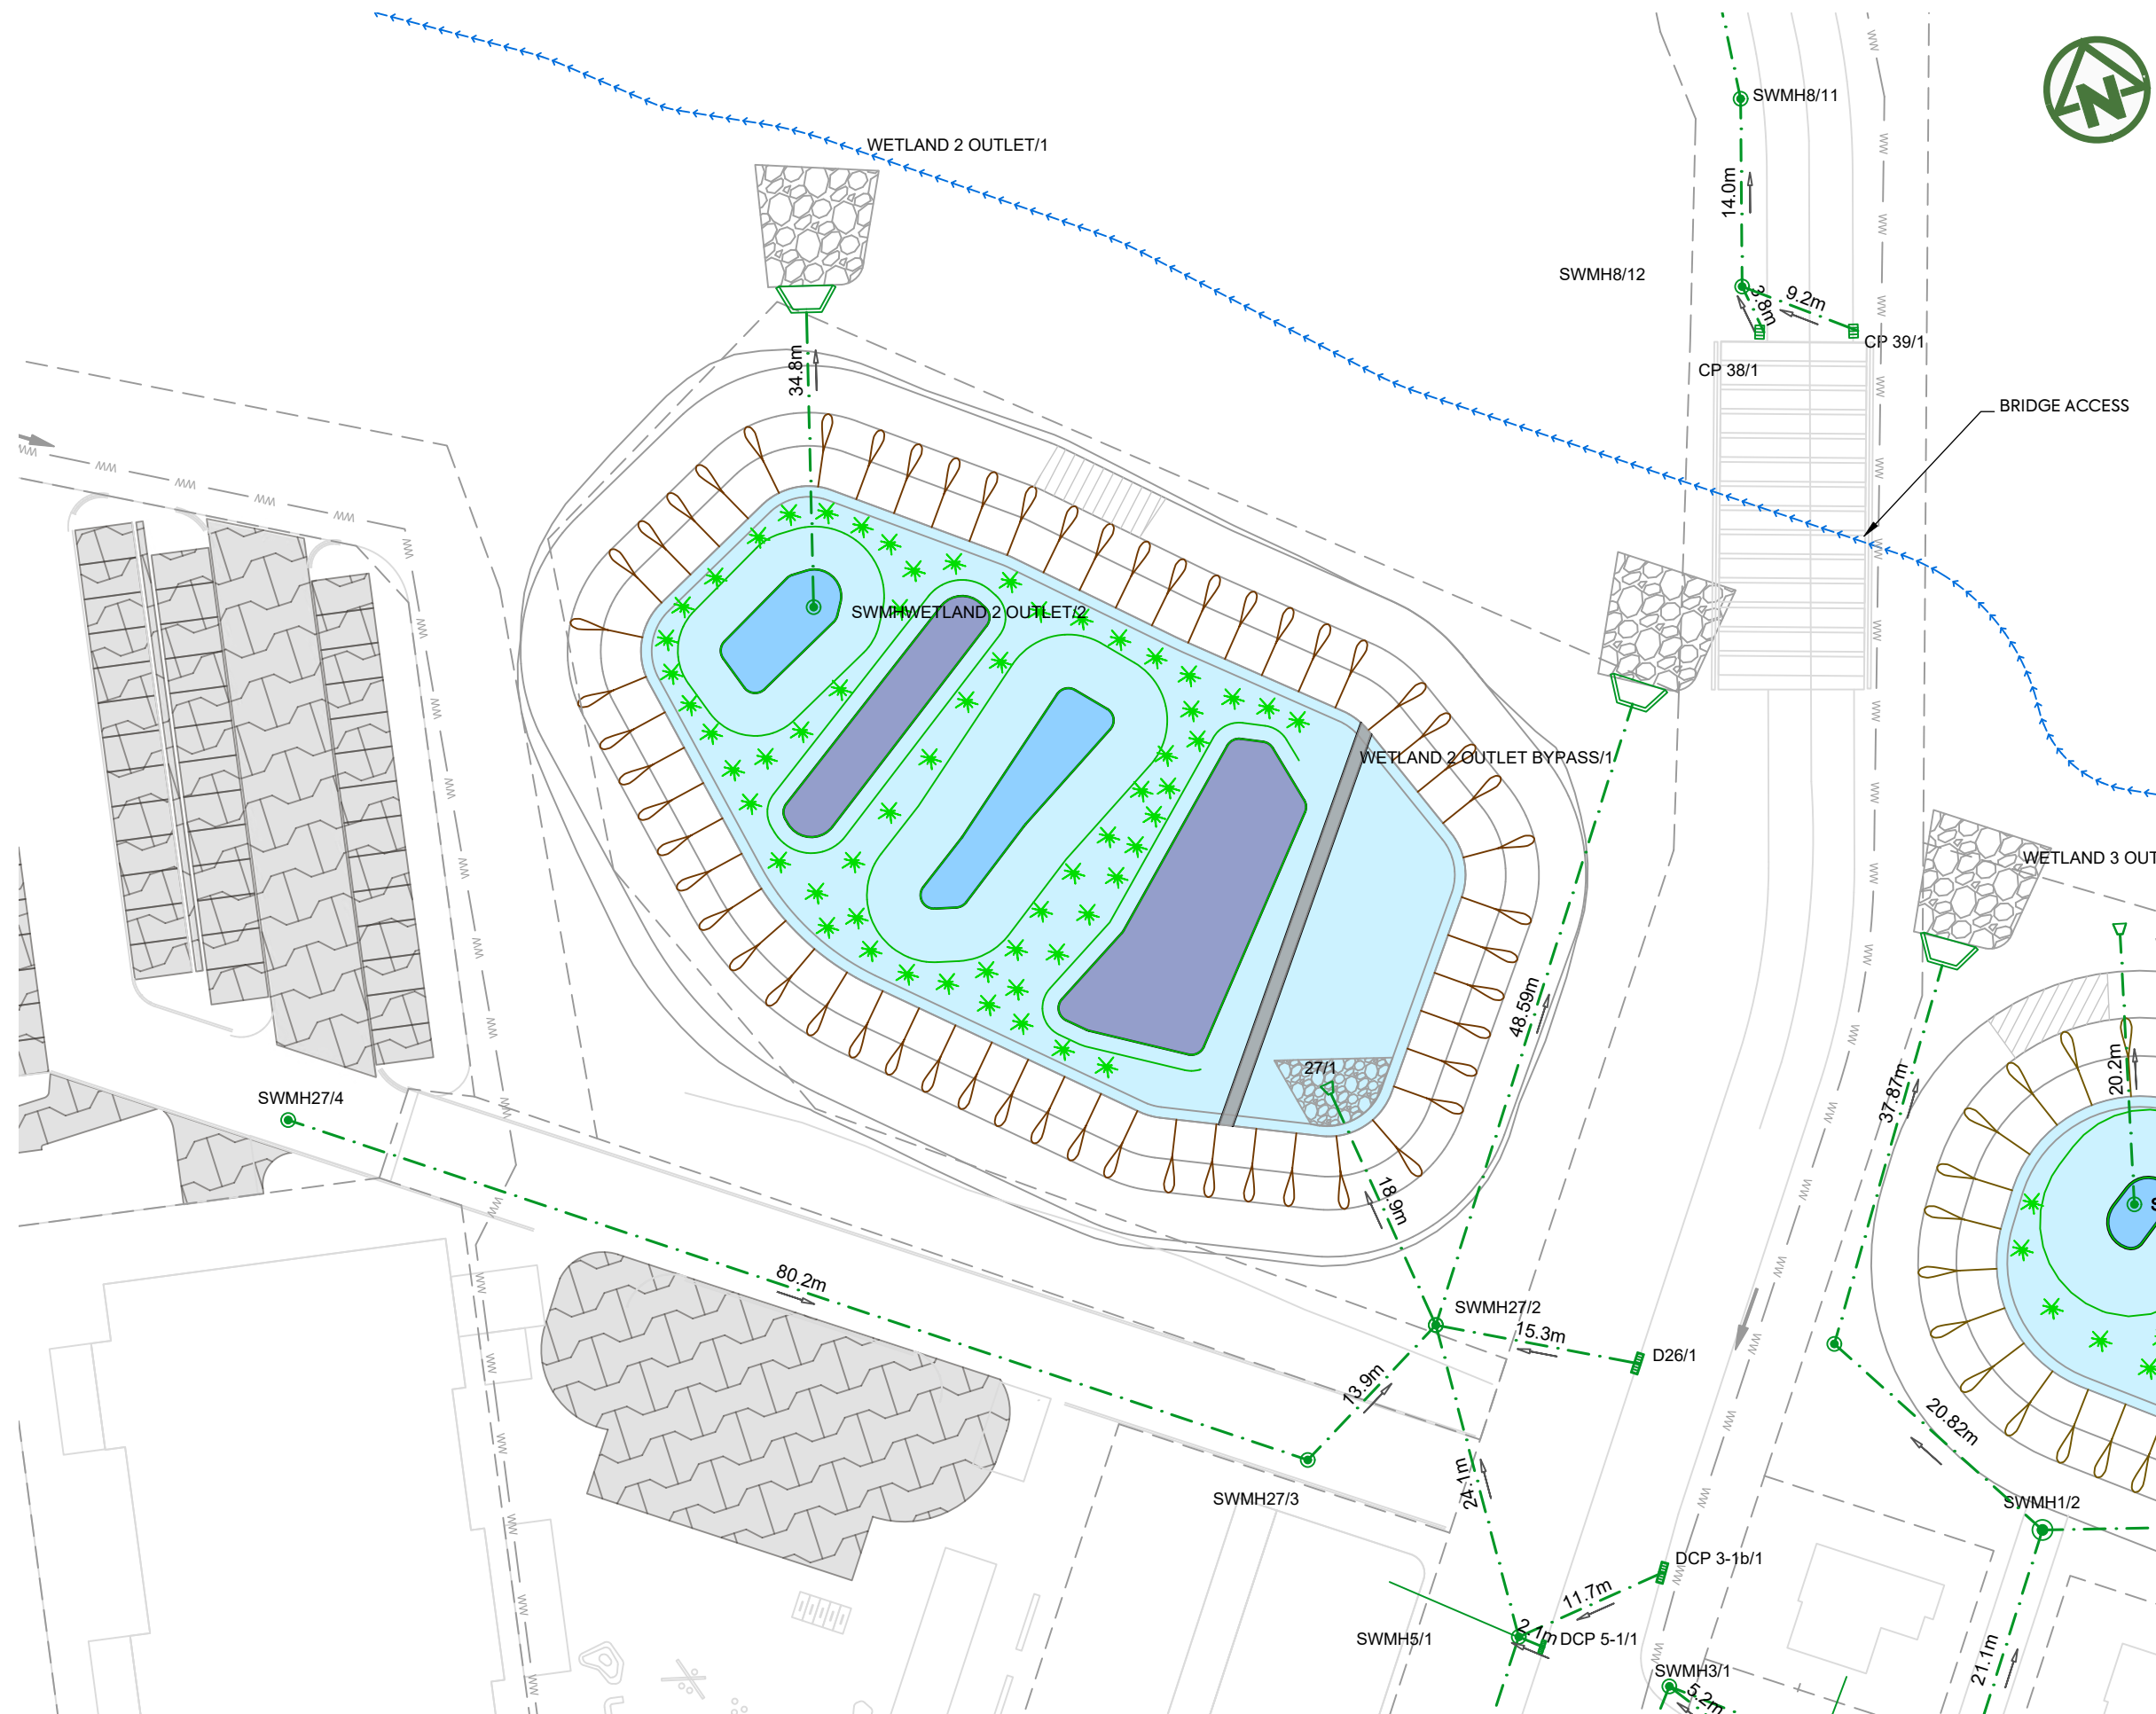 N
SWMH8/11
WETLAND 2 OUTLET/1
14.0m
SWMH8/12
3.8m
9.2m
CP 39/1
CP 38/1
34.8m
BRIDGE ACCESS
SWMHWETLAND 2 OUTLET/2
WETLAND 2 OUTLET BYPASS/1
WETLAND 3 OUT
48.59m
27/1
SWMH27/4
37.87m
20.2m
18.9m
80.2m
SWMH27/2
15.3m
D26/1
13.9m
20.82m
24.1m
SWMH27/3
SWMH1/2
DCP 3-1b/1
11.7m
2.1m
DCP 5-1/1
SWMH5/1
21.1m
SWMH3/1
5.2m